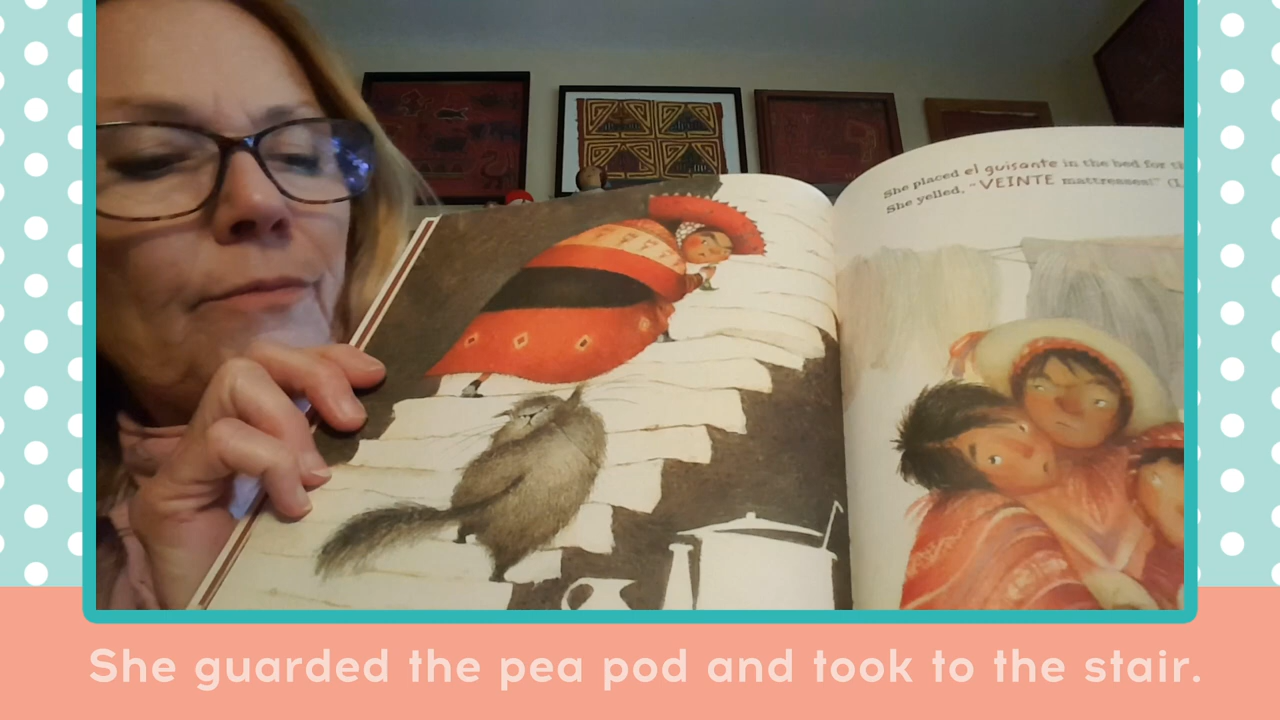 She placed el guisante in the bed for
She yelled, "VEINTE mattresses!"
She guarded the pea pod and took to the stair.